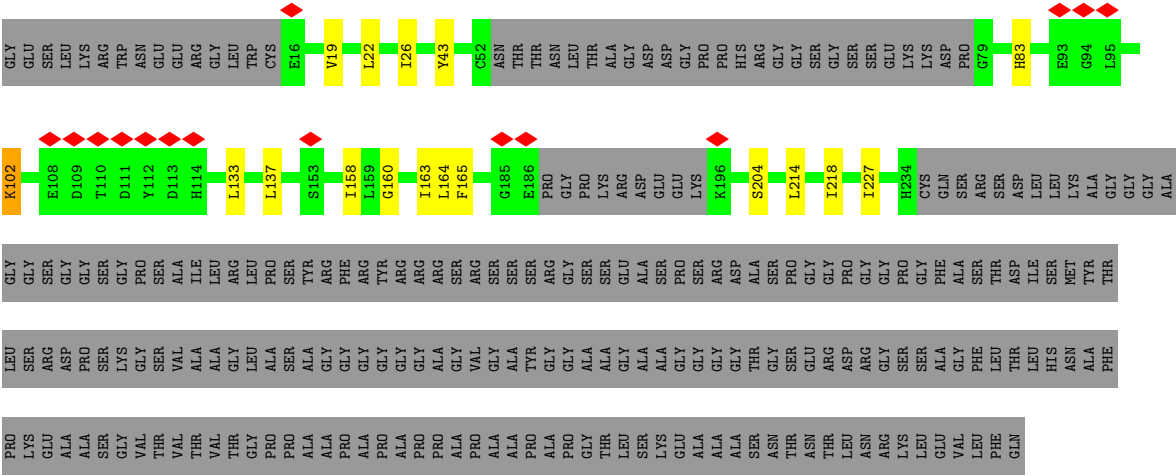 GLY GLU SER LEU LYS ARG TRP ASN GLU GLU ARG GLY LEU TRP CYS E16 V19 L22 I26 Y43 C52 ASN THR THR ASN LEU THR ALA GLY ASP ASP GLY PRO PRO HIS ARG GLY GLY SER GLY SER SER GLU LYS LYS ASP PRO G79 H83 E93 G94 L95
K102 E108 D109 T110 D111 Y112 D113 H114 L133 L137 S153 I158 L159 G160 I163 L164 F165 G185 E186 PRO GLY PRO LYS ARG ASP GLU GLU LYS K196 S204 L214 I218 I227 H234 CYS GLN SER ARG SER ASP LEU LEU LYS ALA GLY GLY GLY ALA
GLY GLY SER GLY GLY SER GLY PRO SER ALA ILE LEU ARG LEU PRO SER TYR ARG PHE ARG TYR ARG ARG ARG SER ARG SER SER SER ARG GLY SER SER GLU ALA SER PRO SER ARG ASP ALA SER PRO GLY GLY PRO GLY GLY PRO GLY PHE ALA SER THR ASP ILE SER MET TYR THR
LEU SER ARG ASP PRO SER LYS GLY SER VAL ALA ALA GLY LEU ALA SER ALA GLY GLY GLY GLY GLY GLY ALA GLY VAL GLY ALA TYR GLY GLY ALA ALA ALA GLY ALA ALA GLY GLY GLY ARG GLY GLY THR GLY SER GLU ARG ASP ARG GLY SER SER ALA GLY PHE LEU THR LEU HIS ASN ALA PHE
PRO LYS GLU ALA ALA SER GLY VAL THR VAL THR VAL THR GLY PRO PRO ALA ALA PRO ALA PRO ALA PRO PRO ALA PRO ALA ALA ALA PRO ALA PRO GLY THR LEU SER LYS GLU ALA ALA ALA SER ASN THR ASN THR LEU ASN ARG LYS LEU GLU VAL LEU PHE GLN